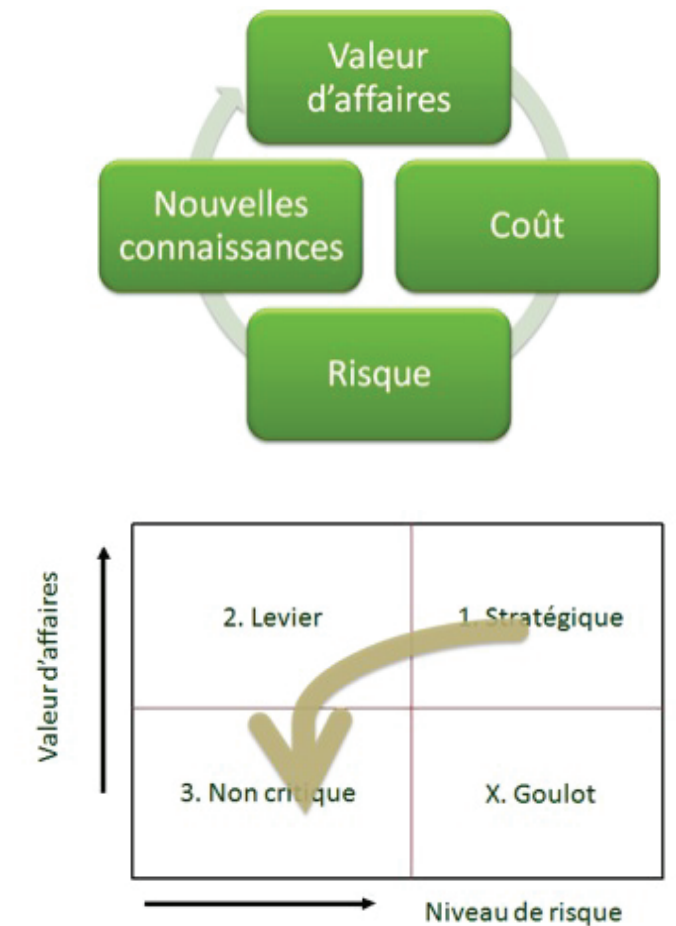 Valeur
d'affaires
Nouvelles
connaissances
Coût
Risque
Valeur d'affaires
2. Levier
1. Stratégique
3. Non critique
X. Goulot
Niveau de risque